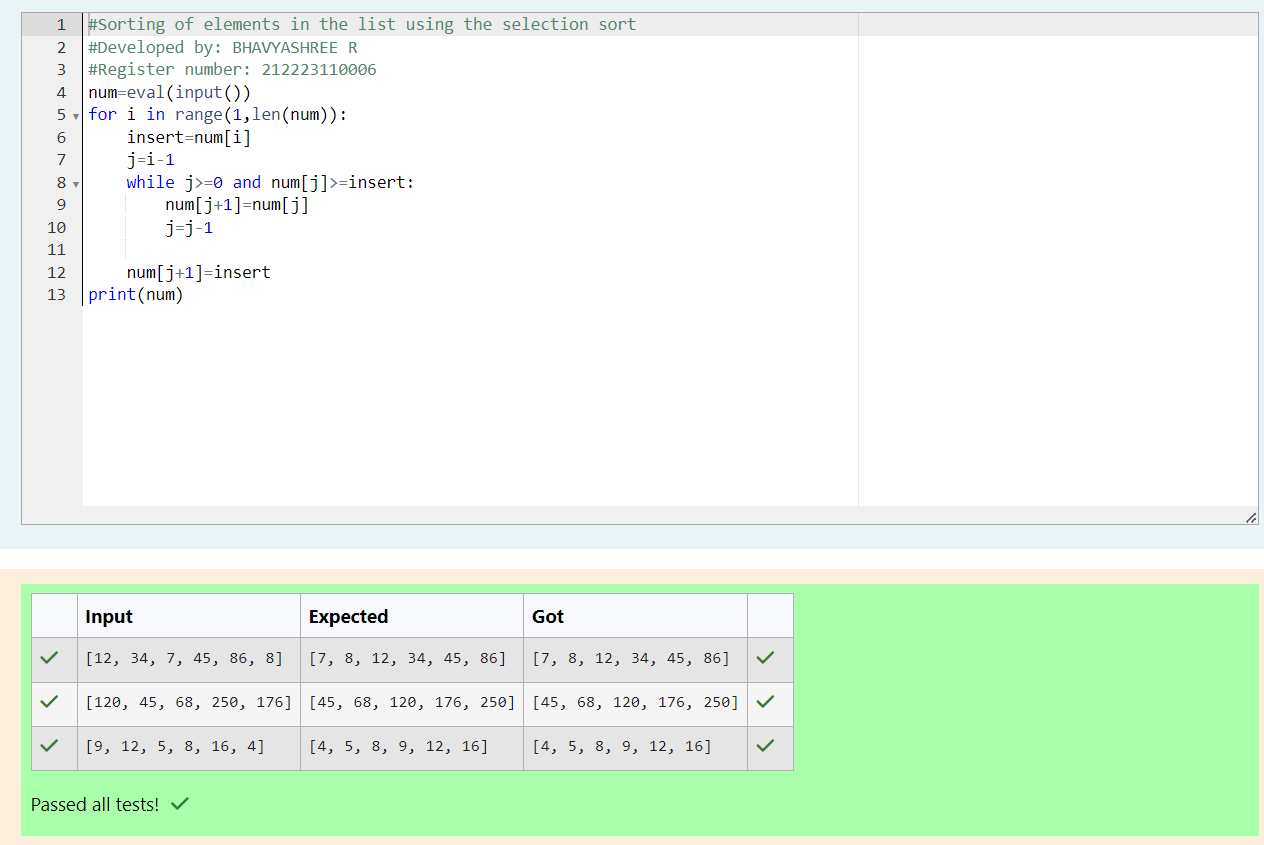 1 #Sorting of elements in the list using the selection sort
2 #Developed by: BHAVYASHREE R
3 #Register number: 212223110006
4 num=eval(input())
5 for i in range(1,len(num)):
6     insert=num[i]
7     j=i-1
8     while j>=0 and num[j]>=insert:
9         num[j+1]=num[j]
10         j=j-1
11
12     num[j+1]=insert
13 print(num)
Input Expected Got
[12, 34, 7, 45, 86, 8] [7, 8, 12, 34, 45, 86] [7, 8, 12, 34, 45, 86]
[120, 45, 68, 250, 176] [45, 68, 120, 176, 250] [45, 68, 120, 176, 250]
[9, 12, 5, 8, 16, 4] [4, 5, 8, 9, 12, 16] [4, 5, 8, 9, 12, 16]
Passed all tests!